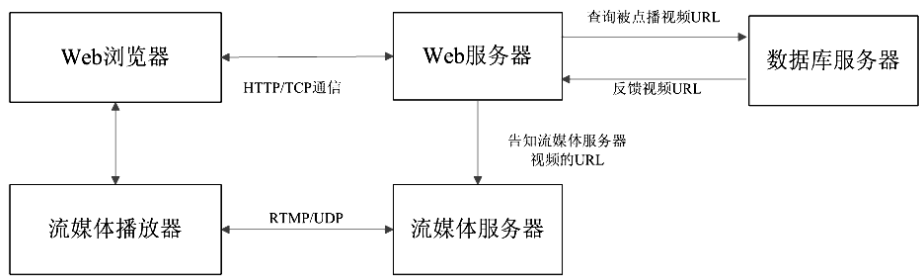 查询被点播视频URL
Web浏览器
Web服务器
数据库服务器
HTTP/TCP通信
反馈视频URL
告知流媒体服务器
视频的URL
流媒体播放器
RTMP/UDP
流媒体服务器